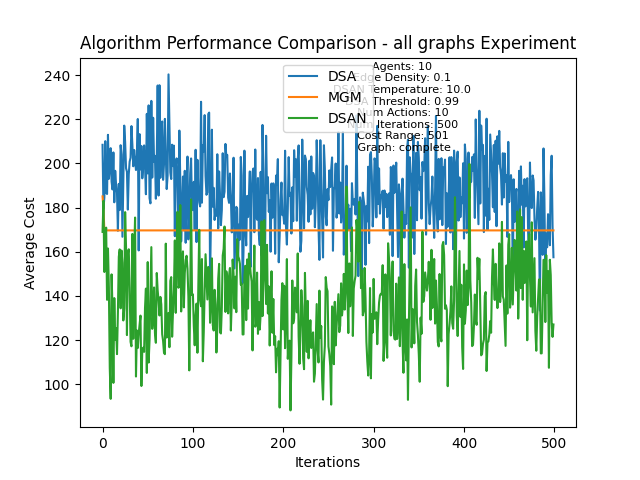 Algorithm Performance Comparison - all graphs Experiment
Agents: 10
Edge Density: 0.1
Temperature: 10.0
Threshold: 0.99
Num Actions: 10
Iterations: 500
Cost Range: 501
Graph: complete
DSA
MGM
DSAN
Average Cost
240
220
200
180
160
140
120
100
0
100
200
300
400
500
Iterations